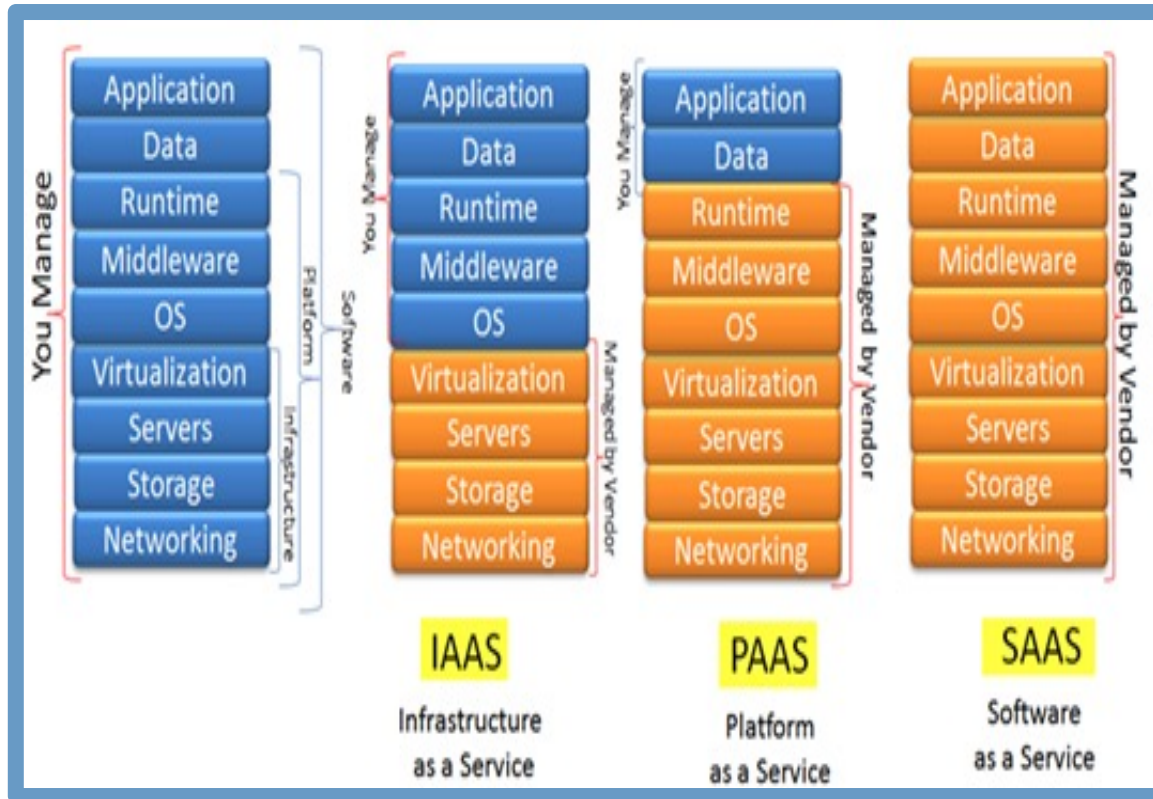 You Manage
Application
Data
Runtime
Middleware
OS
Virtualization
Servers
Storage
Networking
Infrastructure
Platform
Software
You Manage
Application
Data
Runtime
Middleware
OS
Virtualization
Servers
Storage
Networking
Managed by Vendor
IAAS
Infrastructure
as a Service
You Manage
Application
Data
Runtime
Middleware
OS
Virtualization
Servers
Storage
Networking
Managed by Vendor
PAAS
Platform
as a Service
Application
Data
Runtime
Middleware
OS
Virtualization
Servers
Storage
Networking
Managed by Vendor
SAAS
Software
as a Service